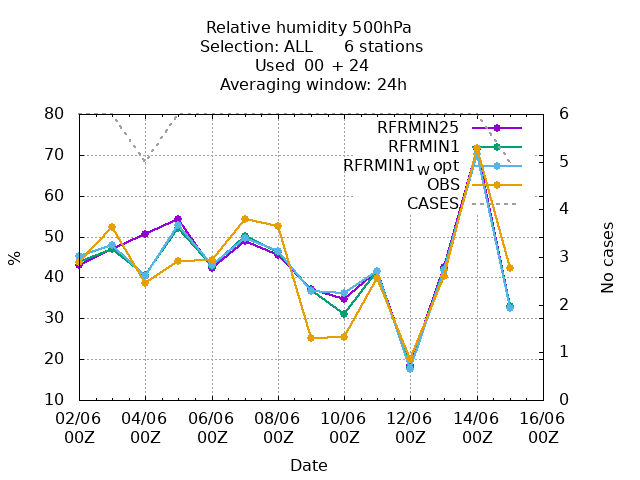 Relative humidity 500hPa
Selection: ALL 6 stations
Used 00 + 24
Averaging window: 24h
80 6
RFRMIN25
RFRMIN1
RFRMIN1W opt
OBS
CASES
70
60
50
40
30
20
10
5
4
3
2
1
0
%
No cases
02/06 04/06 06/06 08/06 10/06 12/06 14/06 16/06
00Z 00Z 00Z 00Z 00Z 00Z 00Z 00Z
Date